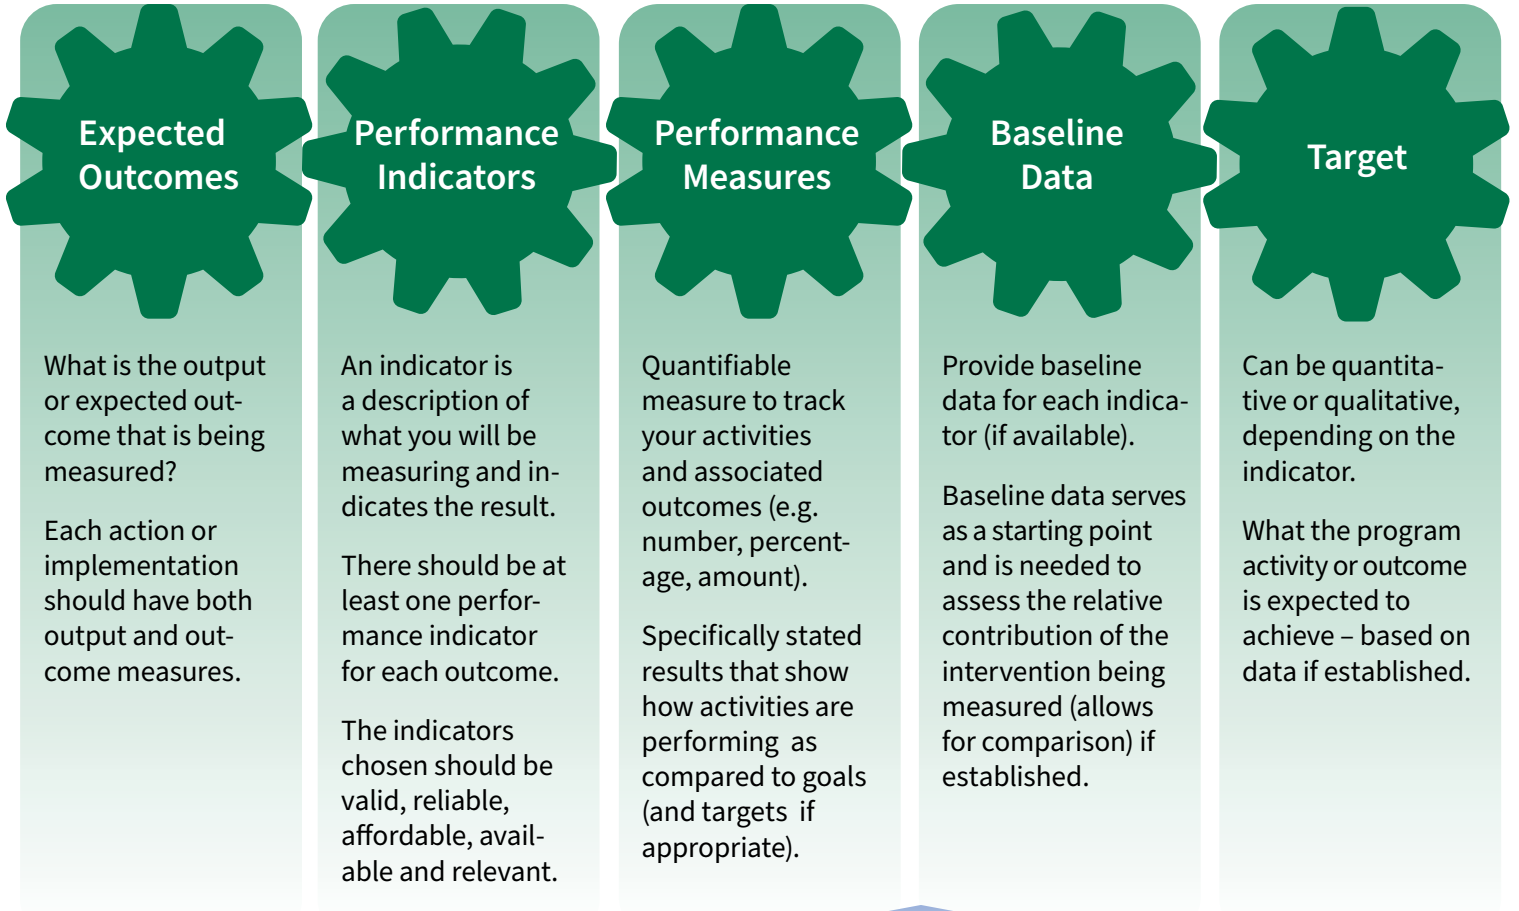 Expected
Outcomes
What is the output
or expected out-
come that is being
measured?
Each action or
implementation
should have both
output and out-
come measures.
Performance
Indicators
An indicator is
a description of
what you will be
measuring and in-
dicates the result.
There should be at
least one perfor-
mance indicator
for each outcome.
The indicators
chosen should be
valid, reliable,
affordable, avail-
able and relevant.
Performance
Measures
Quantifiable
measure to track
your activities
and associated
outcomes (e.g.
number, percent-
age, amount).
Specifically stated
results that show
how activities are
performing  as
compared to goals
(and targets  if
appropriate).
Baseline
Data
Provide baseline
data for each indica-
tor (if available).
Baseline data serves
as a starting point
and is needed to
assess the relative
contribution of the
intervention being
measured (allows
for comparison) if
established.
Target
Can be quantita-
tive or qualitative,
depending on the
indicator.
What the program
activity or outcome
is expected to
achieve – based on
data if established.